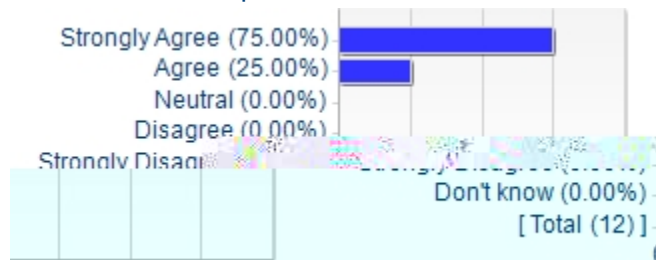 Strongly Agree (75.00%)
Agree (25.00%)
Neutral (0.00%)
Disagree (0.00%)
Strongly
Don't know (0.00%)
[ Total (12) ]